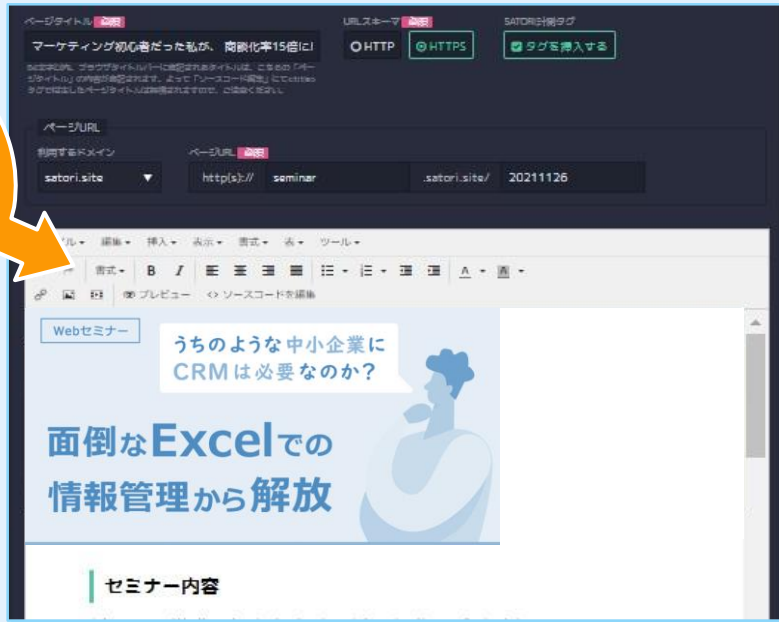 ページタイトル 必須
URLスキーマ 必須
SATORI計測タグ
マーケティング初心者だった私が、 商談化率15倍に!
HTTP
HTTPS
タグを挿入する
ページURL
利用するドメイン
ページURL 必須
satori.site
http(s)://
seminar
.satori.site/
20211126
編集
挿入
表示
書式
表
ツール
書式
B
I
A
A
プレビュー
<> ソースコードを編集
Webセミナー
うちのような中小企業に
CRMは必要なのか?
面倒なExcelでの
情報管理から解放
セミナー内容